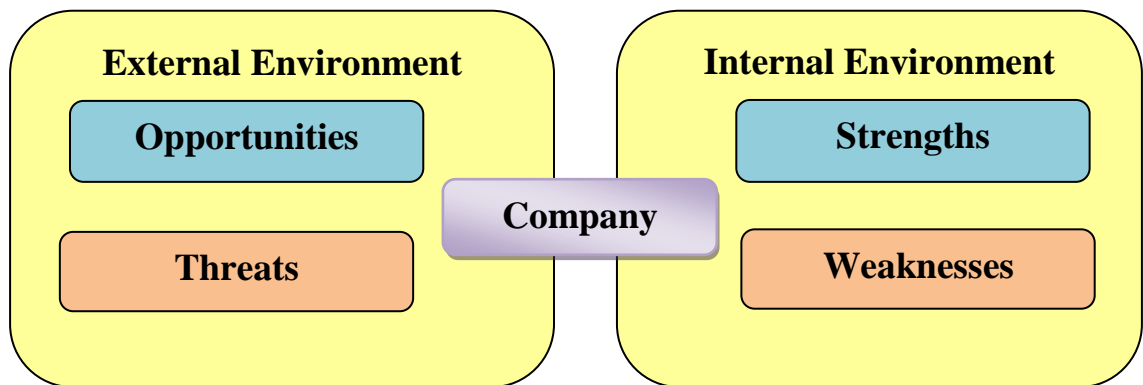 External Environment
Opportunities
Threats
Company
Internal Environment
Strengths
Weaknesses